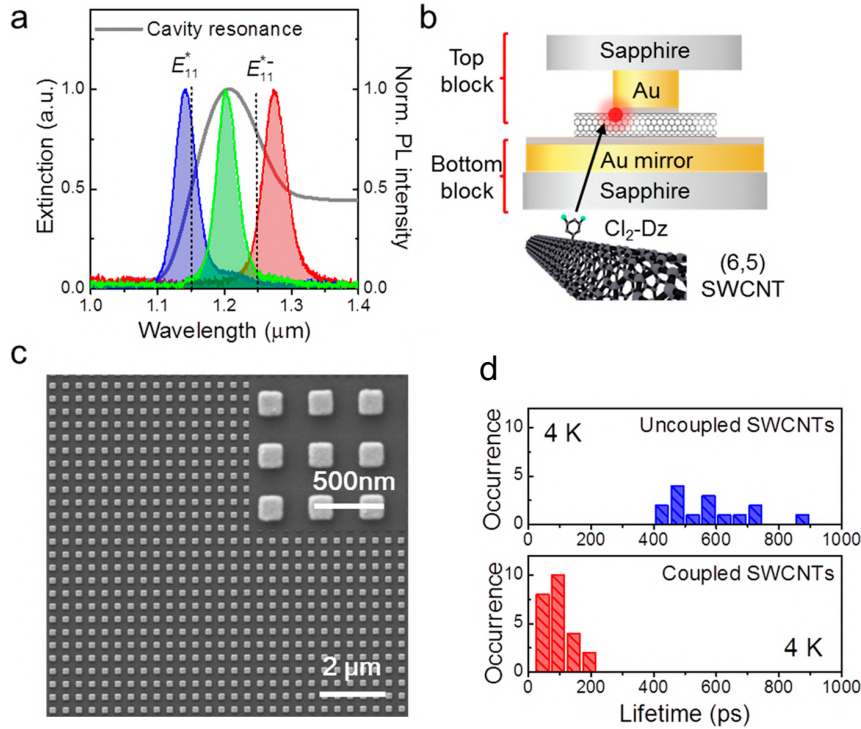 a
Cavity resonance
E*11
E*-11
Extinction (a.u.)
1.0
0.5
0.0
1.0
0.5
0.0
Norm. PL intensity
1.0 1.1 1.2 1.3 1.4
Wavelength (μm)
b
Top
block
Sapphire
Au
Bottom
block
Au mirror
Sapphire
Cl2-Dz
(6,5)
SWCNT
c
500nm
2 μm
d
Occurrence
10
5
0
4 K
Uncoupled SWCNTs
0 200 400 600 800 1000
Occurrence
10
5
0
Coupled SWCNTs
4 K
0 200 400 600 800 1000
Lifetime (ps)